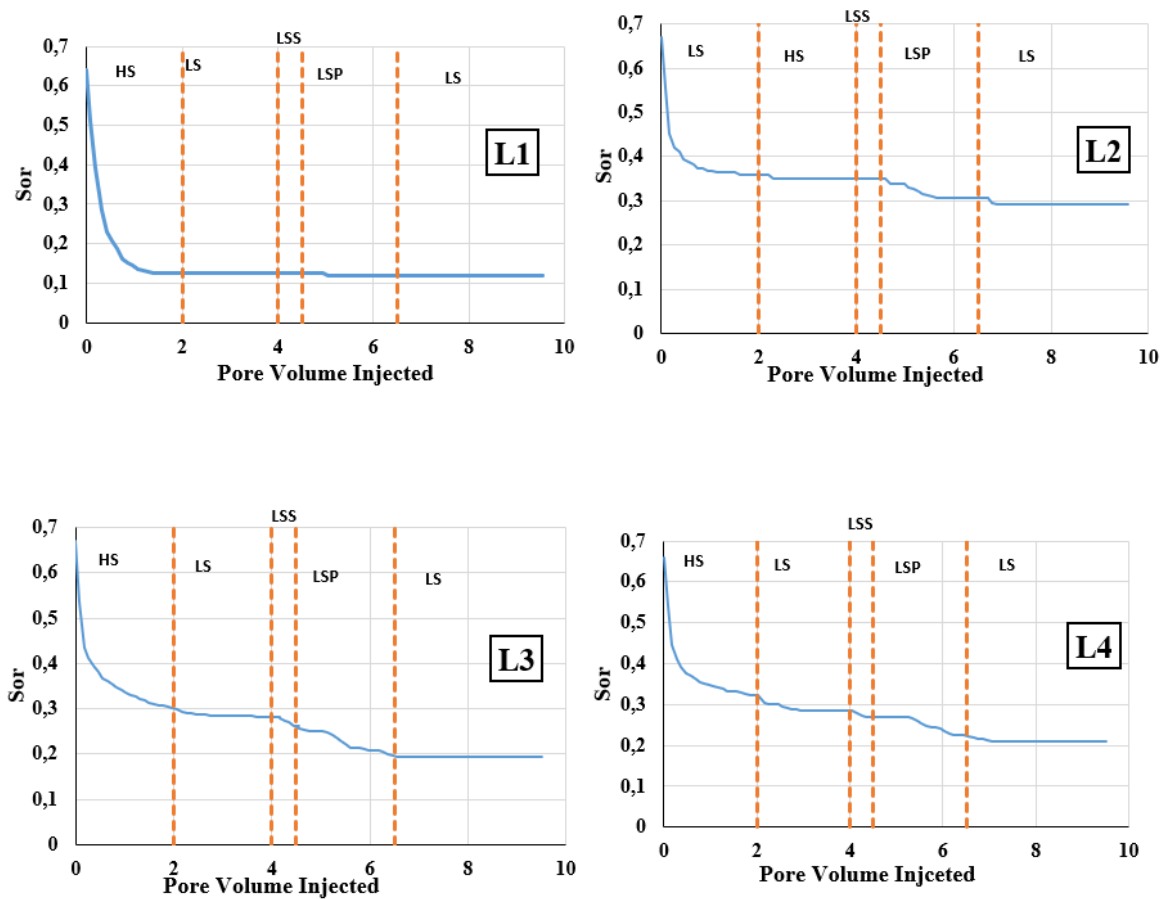 LSS
0,7
HS
LS
LSP
LS
0,6
0,5
0,4
0,3
0,2
0,1
0
Sor
L1
0 2 4 6 8 10
Pore Volume Injected
LSS
0,7
LS
HS
LSP
LS
0,6
0,5
0,4
0,3
0,2
0,1
0
Sor
L2
0 2 4 6 8 10
Pore Volume Injected
LSS
0,7
HS
LS
LSP
LS
0,6
0,5
0,4
0,3
0,2
0,1
0
Sor
L3
0 2 4 6 8 10
Pore Volume Injected
LSS
0,7
HS
LS
LSP
LS
0,6
0,5
0,4
0,3
0,2
0,1
0
Sor
L4
0 2 4 6 8 10
Pore Volume Injceted